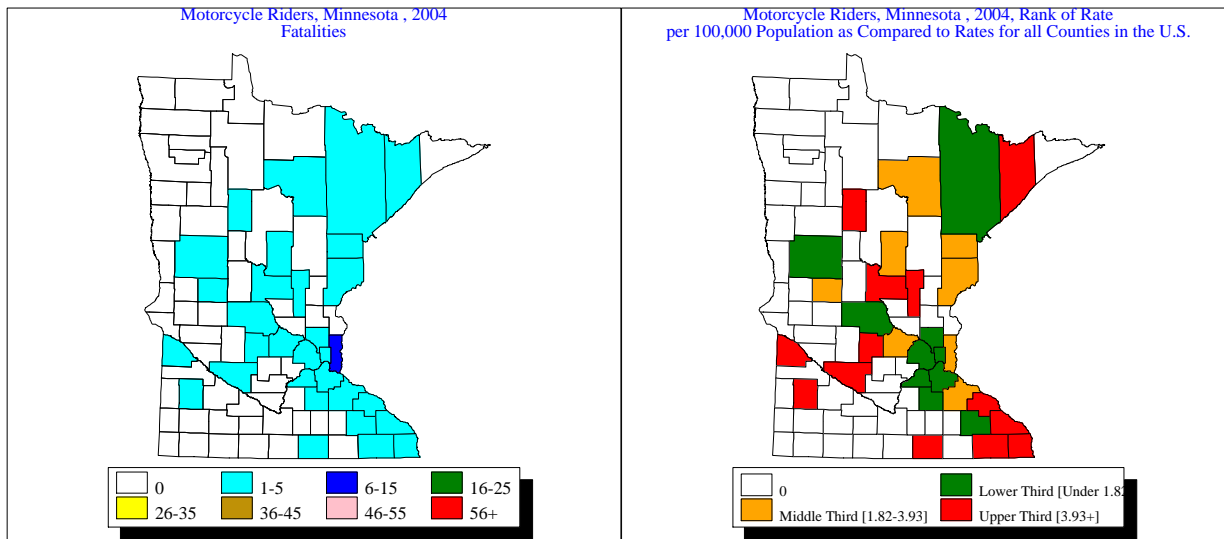 Motorcycle Riders, Minnesota , 2004
Fatalities
0
1-5
6-15
16-25
26-35
36-45
46-55
56+
Motorcycle Riders, Minnesota , 2004, Rank of Rate
per 100,000 Population as Compared to Rates for all Counties in the U.S.
0
Lower Third [Under 1.82
Middle Third [1.82-3.93]
Upper Third [3.93+]